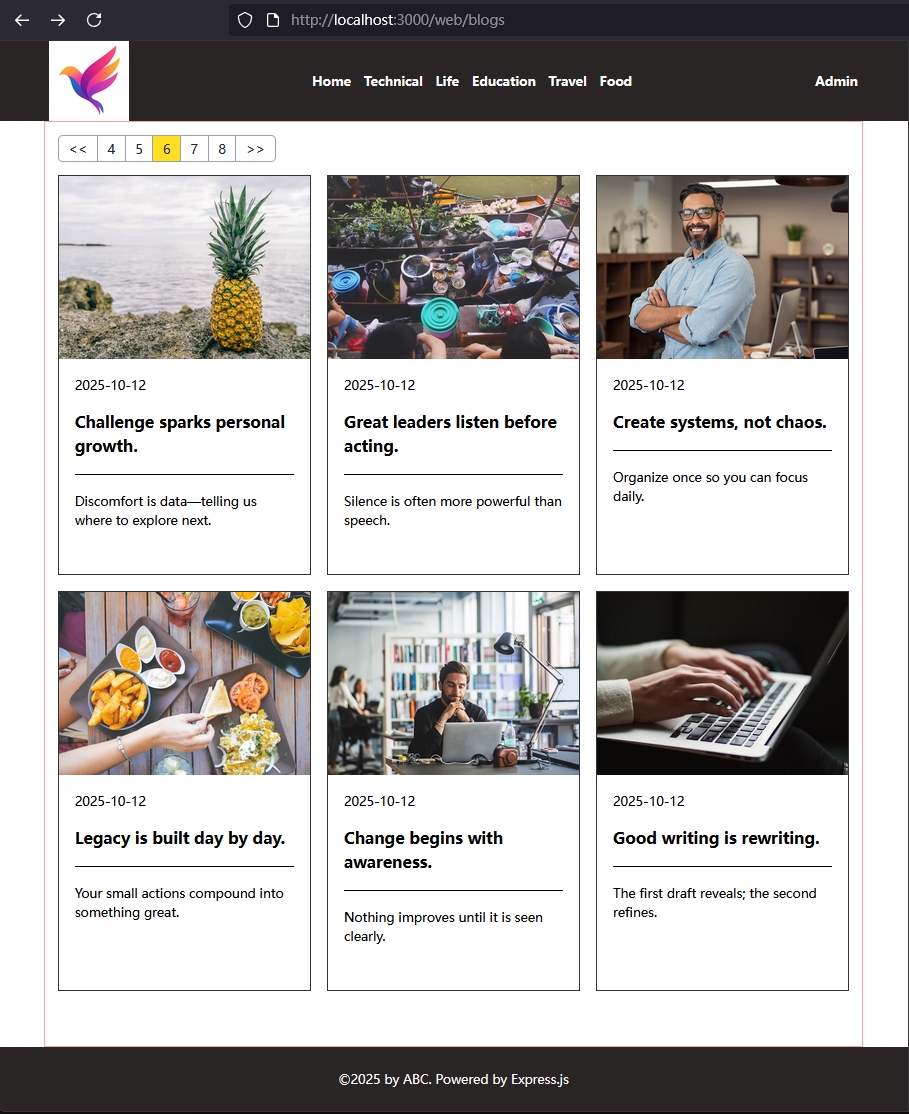 http://localhost:3000/web/blogs
Home Technical Life Education Travel Food Admin
<< 4 5 6 7 8 >>
2025-10-12
Challenge sparks personal
growth.
Discomfort is data—telling us
where to explore next.
2025-10-12
Great leaders listen before
acting.
Silence is often more powerful than
speech.
2025-10-12
Create systems, not chaos.
Organize once so you can focus
daily.
2025-10-12
Legacy is built day by day.
Your small actions compound into
something great.
2025-10-12
Change begins with
awareness.
Nothing improves until it is seen
clearly.
2025-10-12
Good writing is rewriting.
The first draft reveals; the second
refines.
©2025 by ABC. Powered by Express.js